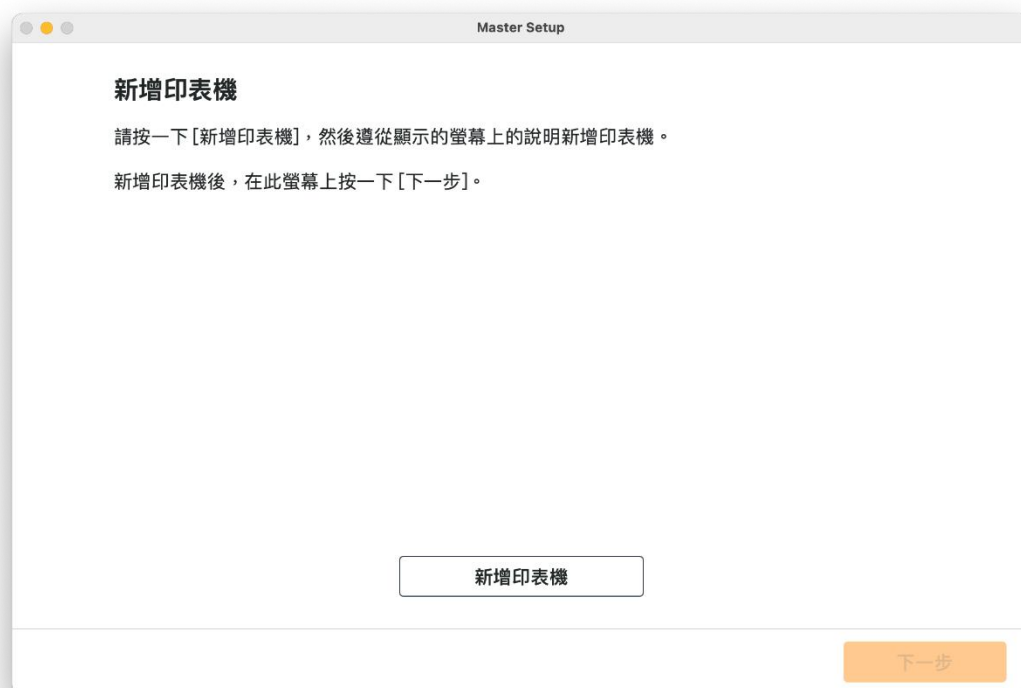 Master Setup
新增印表機
請按一下[新增印表機]，然後遵從顯示的螢幕上的說明新增印表機。
新增印表機後，在此螢幕上按一下[下一步]。
新增印表機
下一步